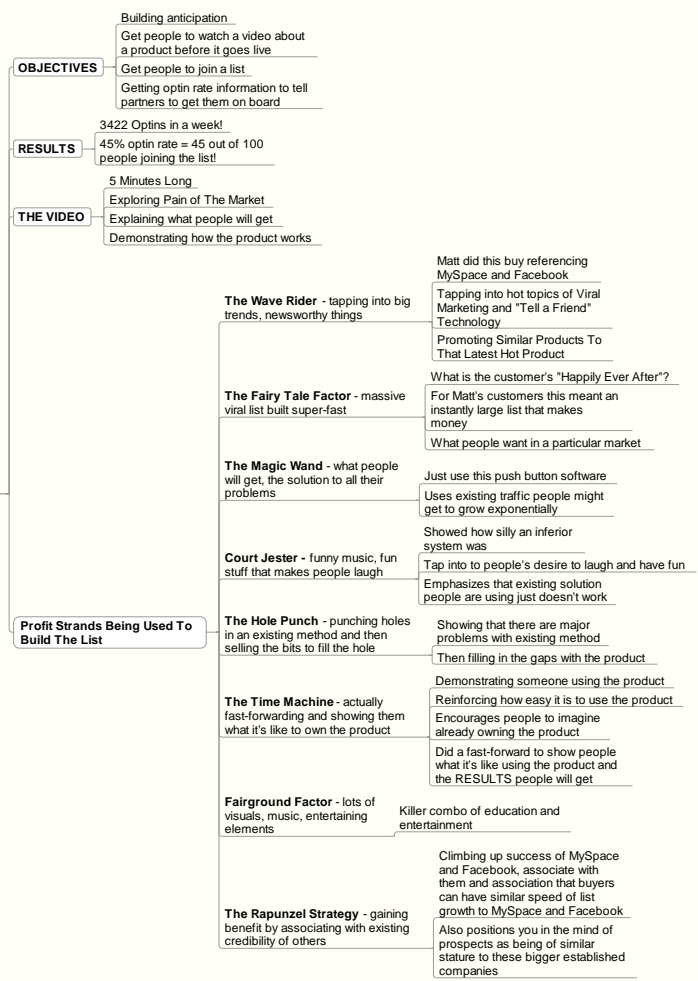 OBJECTIVES
Building anticipation
Get people to watch a video about
a product before it goes live
Get people to join a list
Getting optin rate information to tell
partners to get them on board
RESULTS
3422 Optins in a week!
45% optin rate = 45 out of 100
people joining the list!
THE VIDEO
5 Minutes Long
Exploring Pain of The Market
Explaining what people will get
Demonstrating how the product works
Profit Strands Being Used To
Build The List
The Wave Rider - tapping into big
trends, newsworthy things
Matt did this buy referencing
MySpace and Facebook
Tapping into hot topics of Viral
Marketing and "Tell a Friend"
Technology
Promoting Similar Products To
That Latest Hot Product
The Fairy Tale Factor - massive
viral list built super-fast
What is the customer's "Happily Ever After"?
For Matt's customers this meant an
instantly large list that makes
money
What people want in a particular market
The Magic Wand - what people
will get, the solution to all their
problems
Just use this push button software
Uses existing traffic people might
get to grow exponentially
Court Jester - funny music, fun
stuff that makes people laugh
Showed how silly an inferior
system was
Tap into to people's desire to laugh and have fun
Emphasizes that existing solution
people are using just doesn't work
The Hole Punch - punching holes
in an existing method and then
selling the bits to fill the hole
Showing that there are major
problems with existing method
Then filling in the gaps with the product
The Time Machine - actually
fast-forwarding and showing them
what it's like to own the product
Demonstrating someone using the product
Reinforcing how easy it is to use the product
Encourages people to imagine
already owning the product
Did a fast-forward to show people
what it's like using the product and
the RESULTS people will get
Fairground Factor - lots of
visuals, music, entertaining
elements
Killer combo of education and
entertainment
The Rapunzel Strategy - gaining
benefit by associating with existing
credibility of others
Climbing up success of MySpace
and Facebook, associate with
them and association that buyers
can have similar speed of list
growth to MySpace and Facebook
Also positions you in the mind of
prospects as being of similar
stature to these bigger established
companies